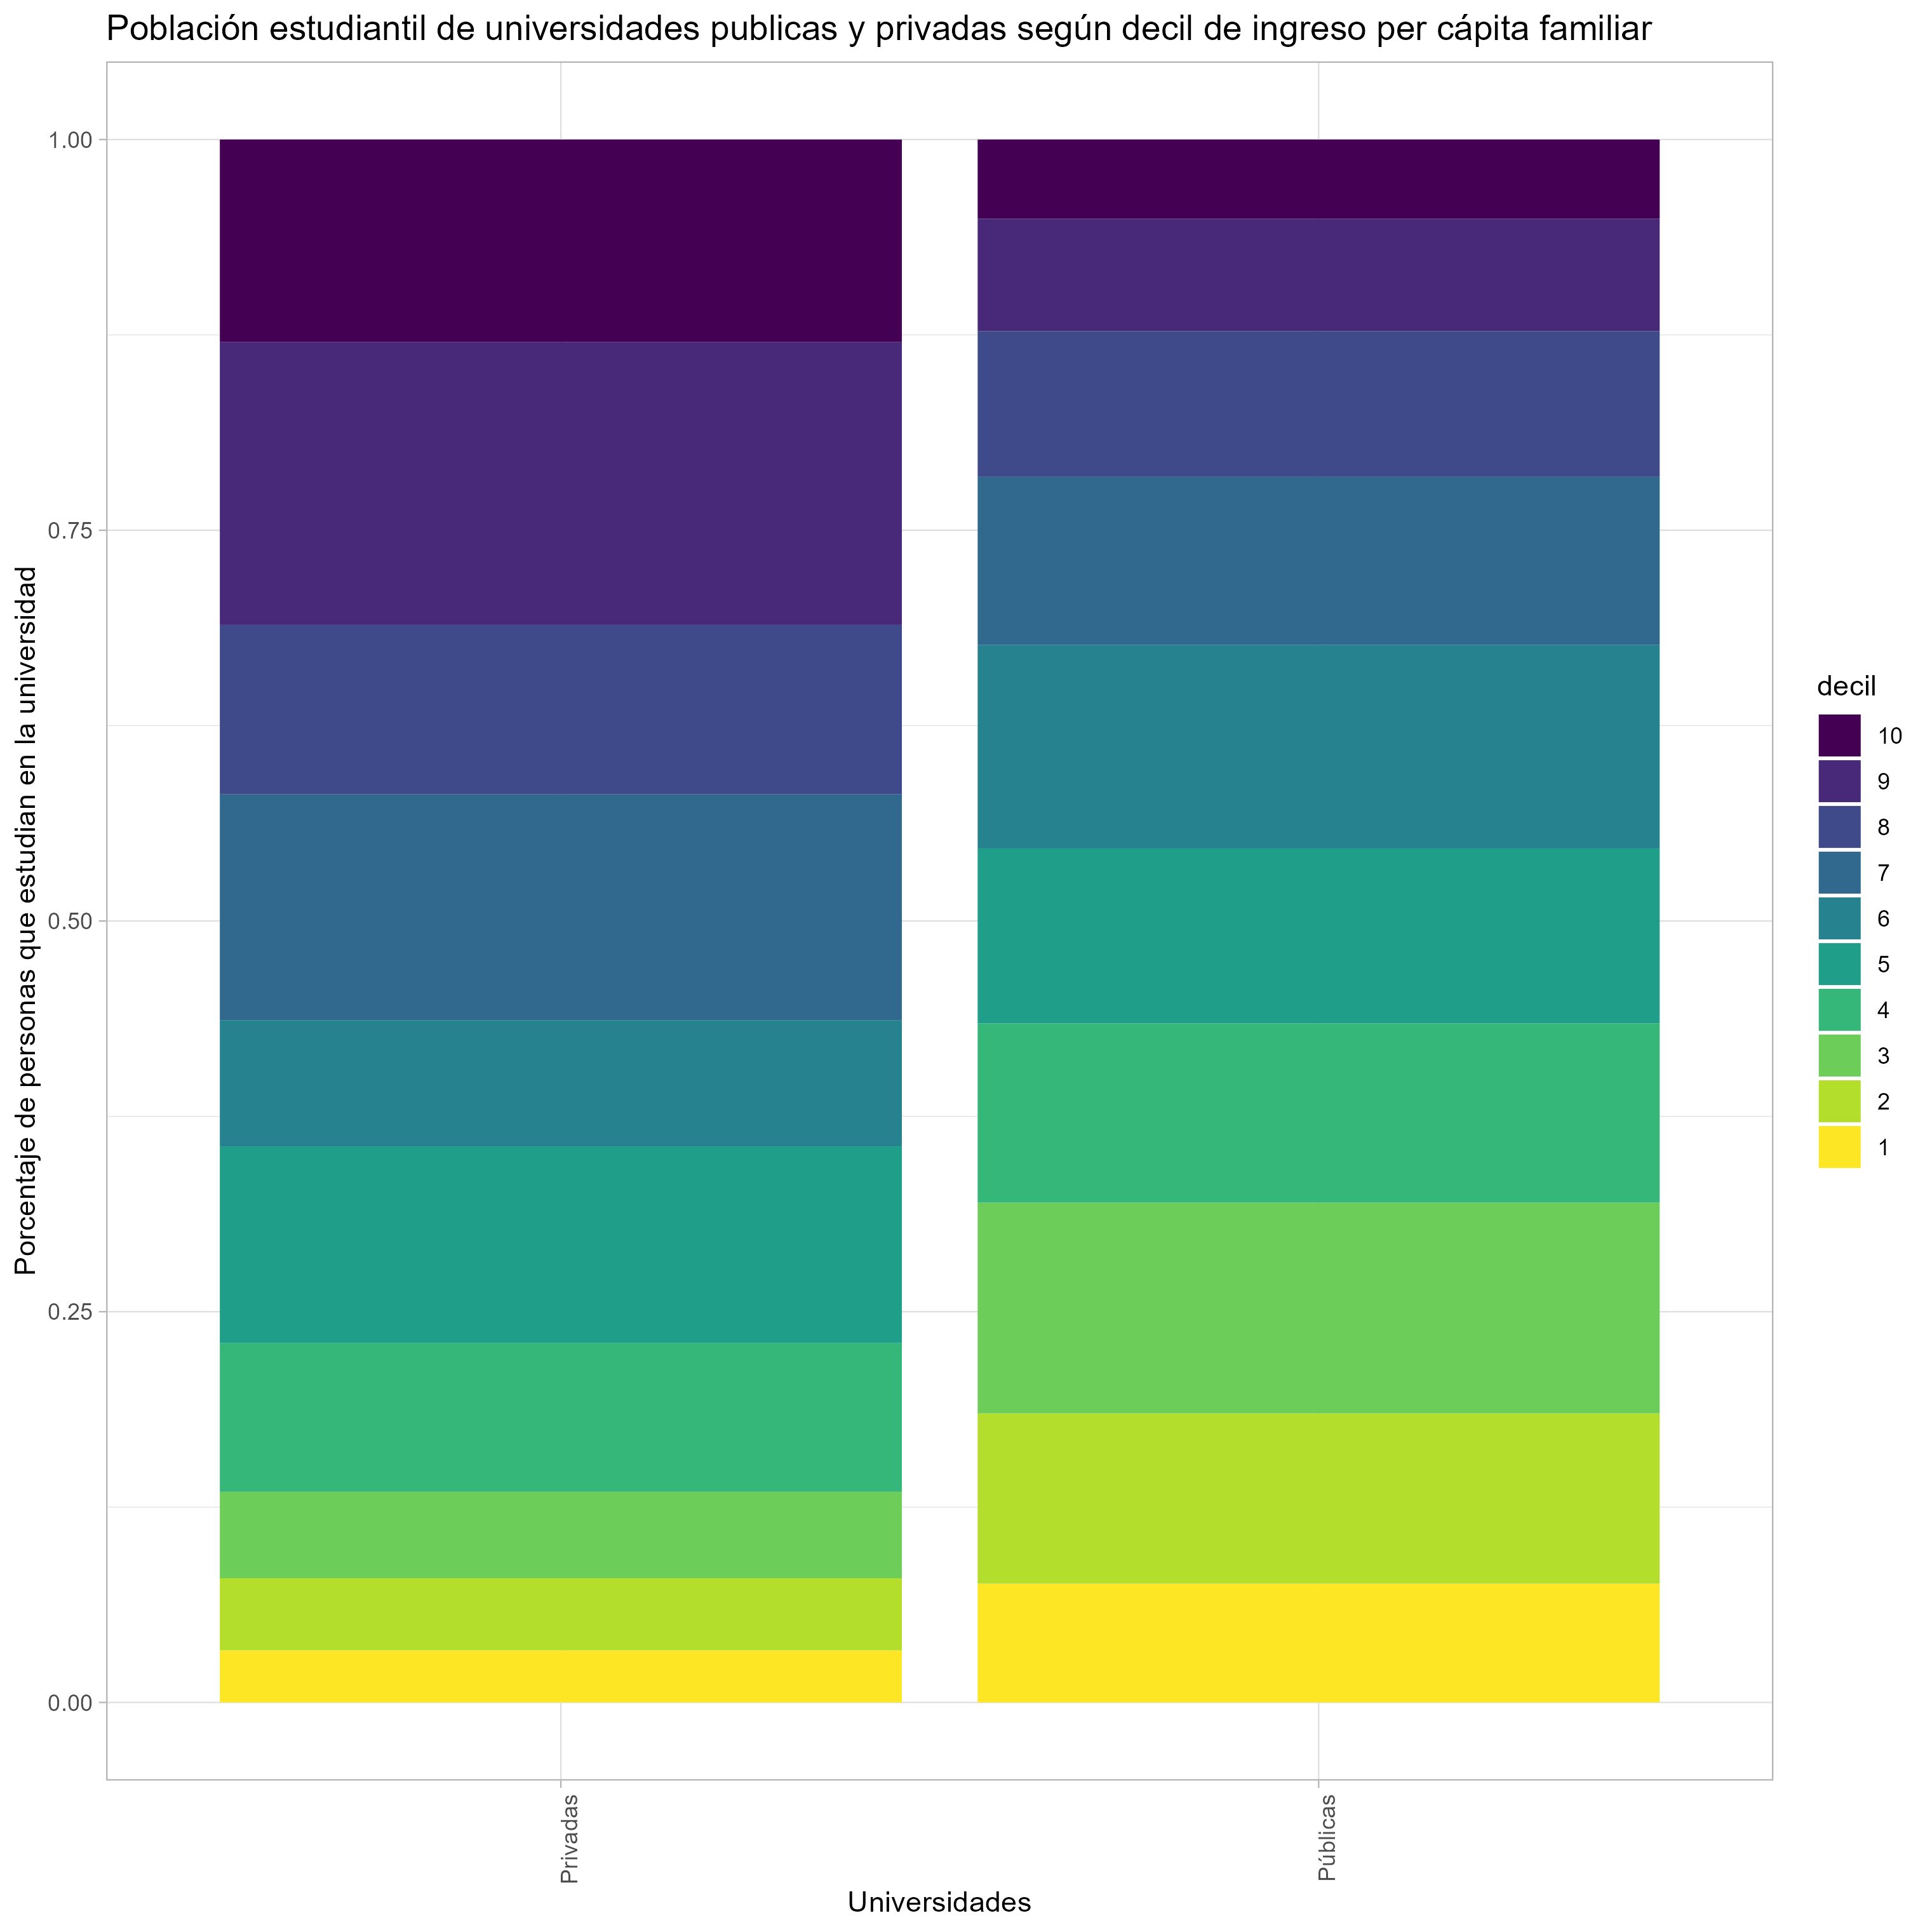 Población estudiantil de universidades publicas y privadas según decil de ingreso per cápita familiar
Porcentaje de personas que estudian en la universidad
1.00
0.75
0.50
0.25
0.00
Privadas
Públicas
Universidades
decil
10
9
8
7
6
5
4
3
2
1